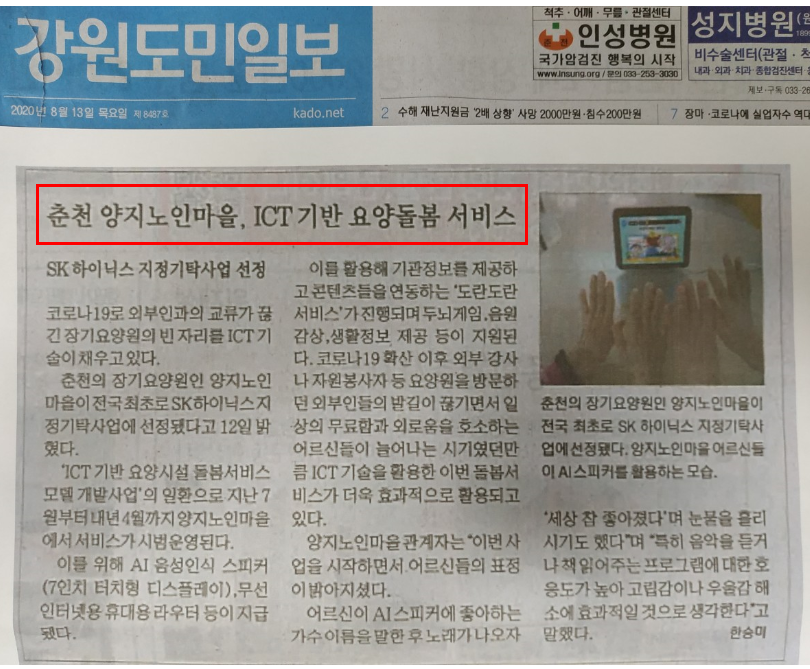 강원도민일보
2020년 8월 13일 목요일 제8487호
kado.net
척추·어깨·무릎·관절센터
인성병원
국가암검진 행복의 시작
www.insung.org / 문의 033-253-3030
성지병원
비수술센터(관절·척
내과·외과·치과·종합검진센터
제보·구독 033-26
2 수해 재난지원금 '2배 상향' 사망 2000만원·침수200만원
7 장마·코로나에 실업자수 역대
춘천 양지노인마을, ICT 기반 요양돌봄 서비스
SK하이닉스 지정기탁사업 선정
코로나19로 외부인과의 교류가 끊
긴 장기요양원의 빈 자리를 ICT 기
술이 채우고 있다.
춘천의 장기요양원인 양지노인
마을이 전국 최초로 SK하이닉스 지
정기탁사업에 선정됐다고 12일 밝
혔다.
'ICT 기반 요양시설 돌봄서비스
모델 개발사업'의 일환으로 지난 7
월부터 내년 4월까지 양지노인마을
에서 서비스가 시범운영된다.
이를 위해 AI 음성인식 스피커
(7인치 터치형 디스플레이), 무선
인터넷용 휴대용 라우터 등이 지급
됐다.
이를 활용해 기관정보를 제공하
고 콘텐츠들을 연동하는 '도란도란
서비스'가 진행되며 두뇌게임, 음원
감상, 생활정보 제공 등이 지원된
다. 코로나19 확산 이후 외부 강사
나 자원봉사자 등 요양원을 방문하
던 외부인들의 발길이 끊기면서 일
상의 무료함과 외로움을 호소하는
어르신들이 늘어나는 시기였던만
큼 ICT 기술을 활용한 이번 돌봄서
비스가 더욱 효과적으로 활용되고
있다.
양지노인마을 관계자는 "이번 사
업을 시작하면서 어르신들의 표정
이 밝아지셨다.
어르신이 AI스피커에 좋아하는
가수 이름을 말한 후 노래가 나오자
춘천의 장기요양원인 양지노인마을이
전국 최초로 SK 하이닉스 지정기탁사
업에 선정됐다. 양지노인마을 어르신들
이 AI스피커를 활용하는 모습.
'세상 참 좋아졌다'며 눈물을 흘리
시기도 했다"며 "특히 음악을 듣거
나 책 읽어주는 프로그램에 대한 호
응도가 높아 고립감이나 우울감 해
소에 효과적일 것으로 생각한다"고
말했다. 한승미